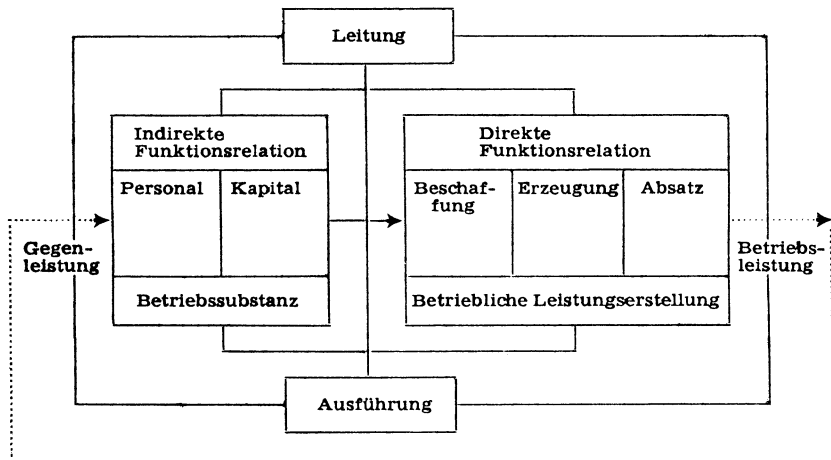 Leitung
Indirekte
Funktionsrelation
Direkte
Funktionsrelation
Personal
Kapital
Beschaf-
fung
Erzeugung
Absatz
Gegen-
leistung
Betriebs-
leistung
Betriebssubstanz
Betriebliche Leistungserstellung
Ausführung